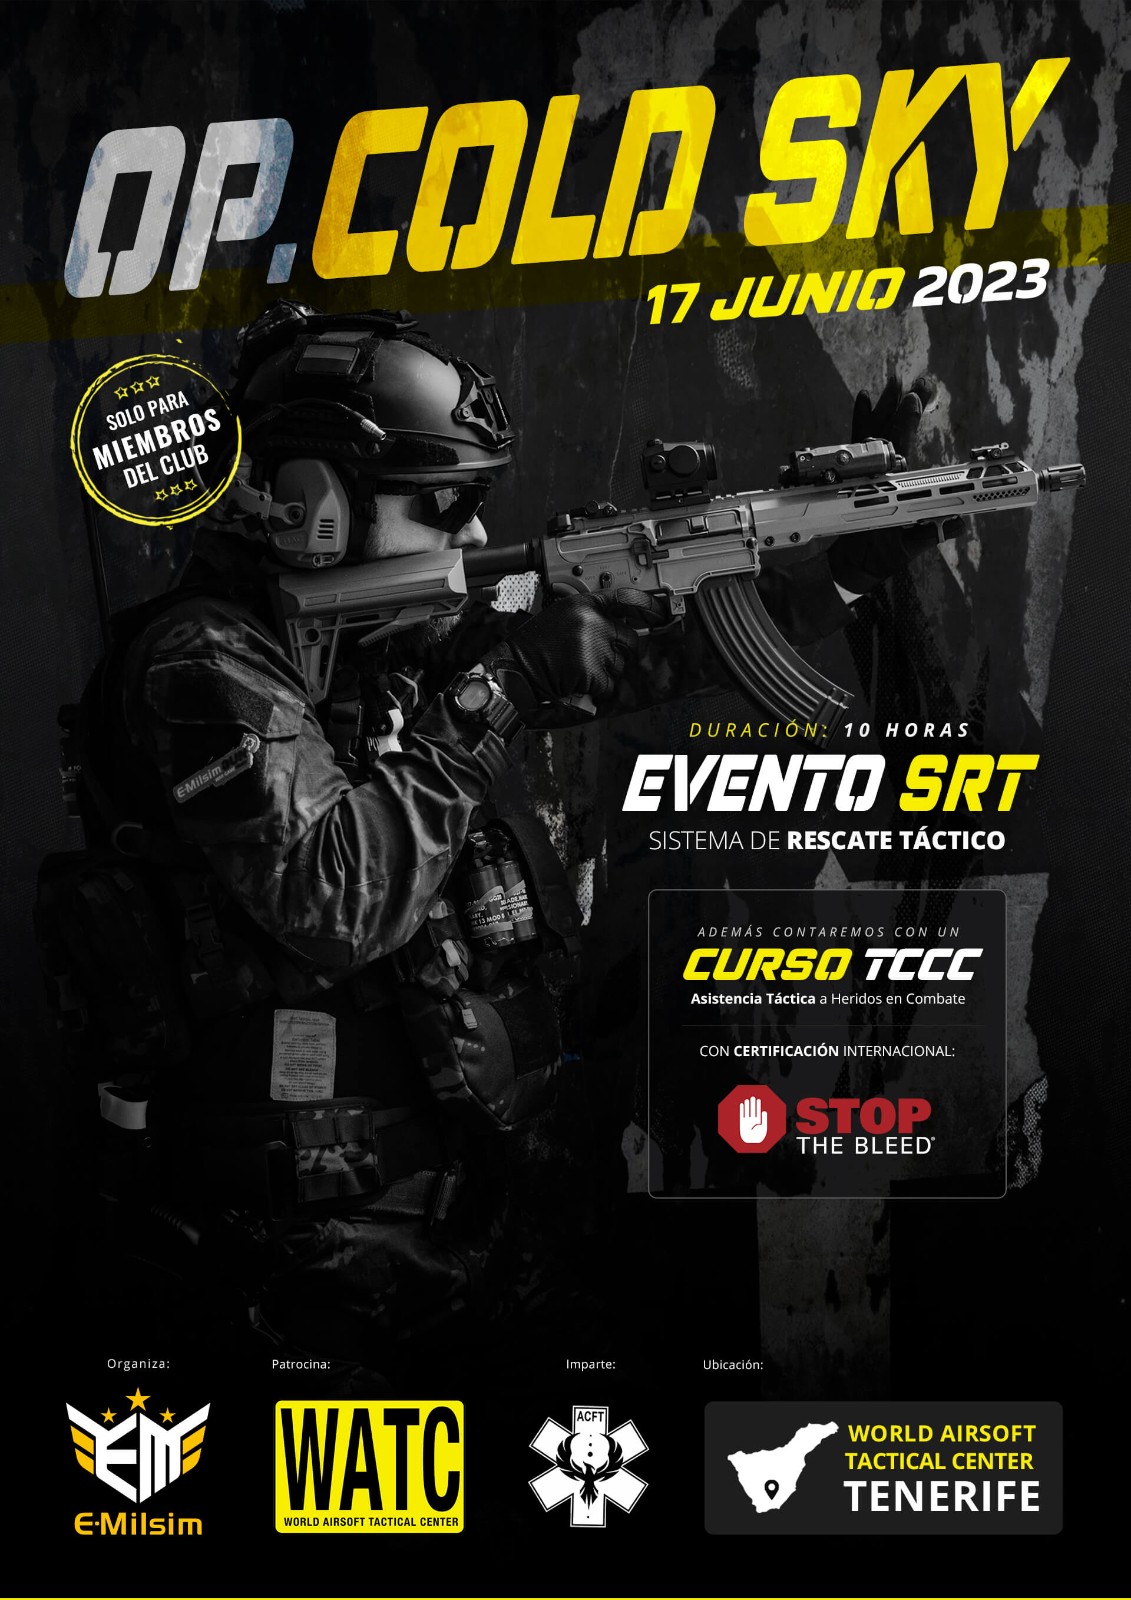 OP.COLD SKY
17 JUNIO 2023
SOLO PARA
MIEMBROS
DEL CLUB
E-Milsim
DURACIÓN: 10 HORAS
EVENTO SRT
SISTEMA DE RESCATE TÁCTICO
ADEMÁS CONTAREMOS CON UN
CURSO TCCC
Asistencia Táctica a Heridos en Combate
CON CERTIFICACIÓN INTERNACIONAL:
STOP
THE BLEED®
Organiza:
EM
E-Milsim
Patrocina:
WATC
WORLD AIRSOFT TACTICAL CENTER
Imparte:
ACFT
Ubicación:
WORLD AIRSOFT
TACTICAL CENTER
TENERIFE